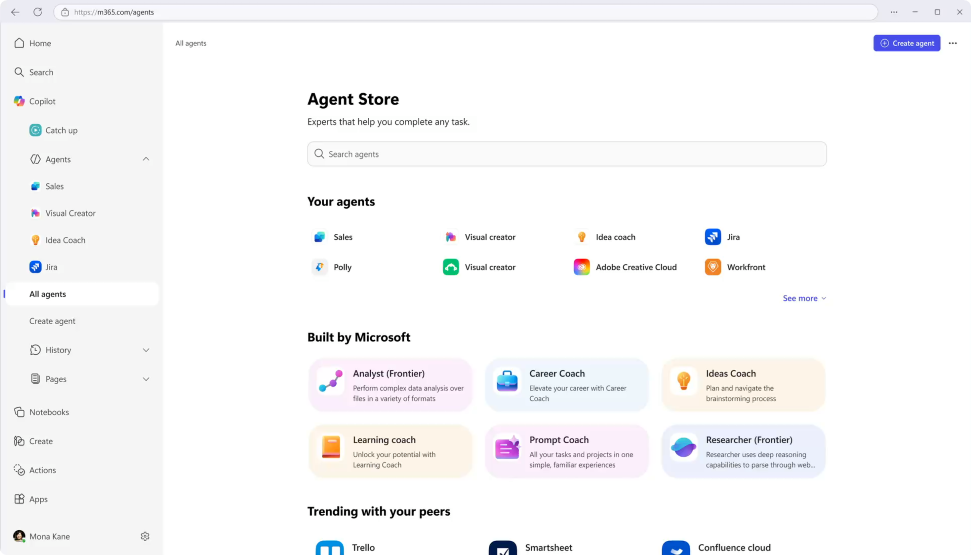 https://m365.com/agents
Home
Search
Copilot
Catch up
Agents
Sales
Visual Creator
Idea Coach
Jira
All agents
Create agent
History
Pages
Notebooks
Create
Actions
Apps
Mona Kane
All agents
Create agent
Agent Store
Experts that help you complete any task.
Search agents
Your agents
Sales
Visual creator
Idea coach
Jira
Polly
Visual creator
Adobe Creative Cloud
Workfront
See more
Built by Microsoft
Analyst (Frontier)
Perform complex data analysis over
files in a variety of formats
Career Coach
Elevate your career with Career
Coach
Ideas Coach
Plan and navigate the
brainstorming process
Learning coach
Unlock your potential with
Learning Coach
Prompt Coach
All your tasks and projects in one
simple, familiar experiences
Researcher (Frontier)
Researcher uses deep reasoning
capabilities to parse through web...
Trending with your peers
Trello
Smartsheet
Confluence cloud